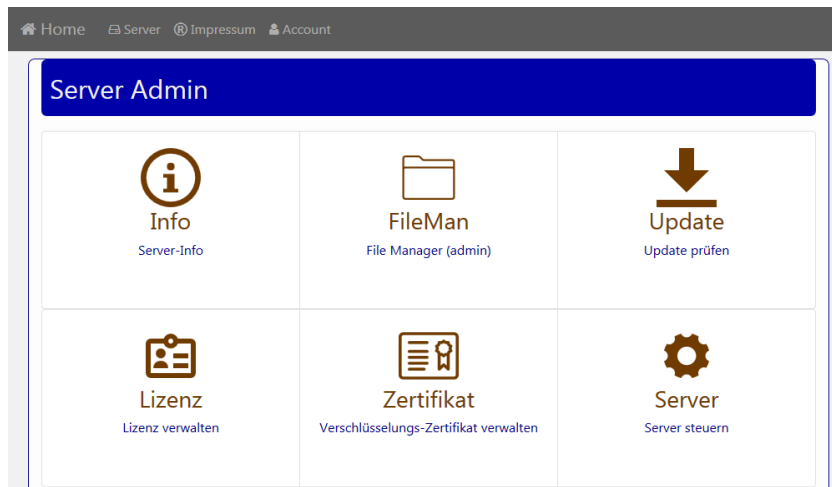 Home Server Impressum Account
Server Admin
Info FileMan Update
Server-Info File Manager (admin) Update prüfen
Lizenz Zertifikat Server
Lizenz verwalten Verschlüsselungs-Zertifikat verwalten Server steuern